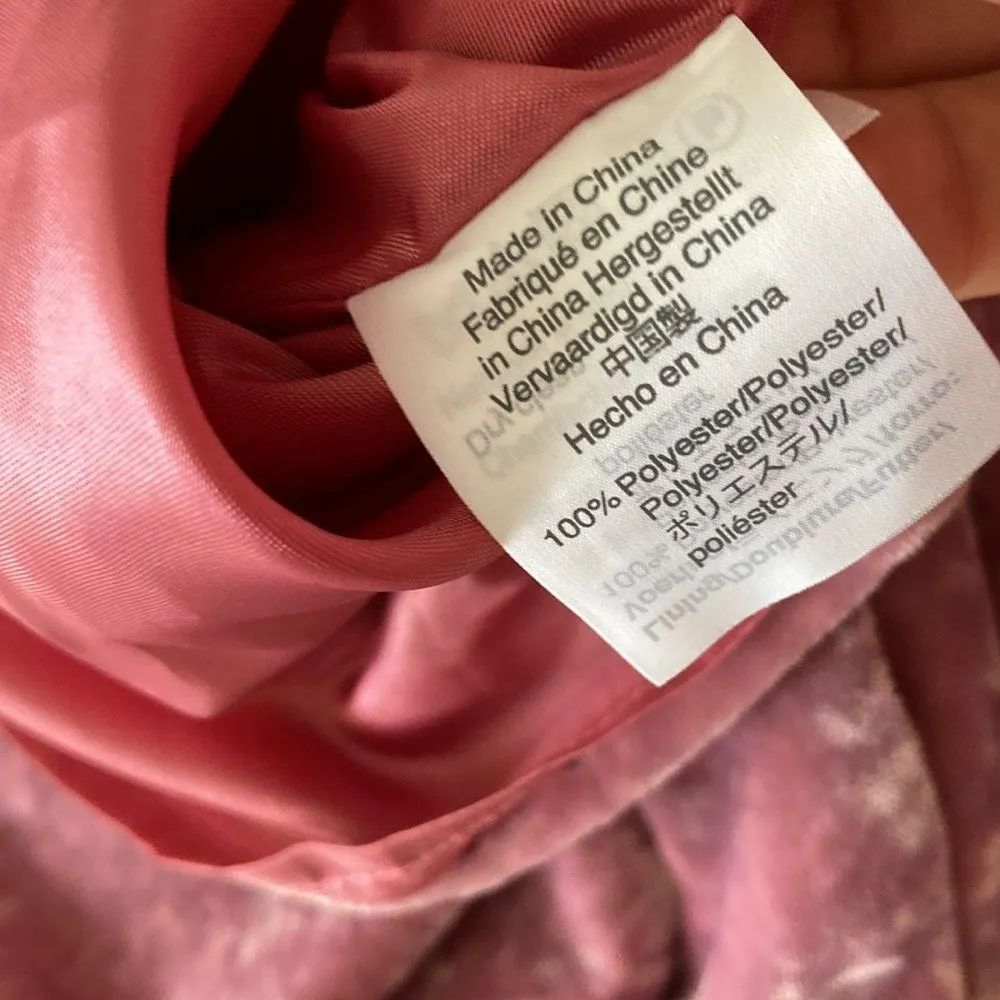 Made in China
Fabriqué en Chine
in China Hergestellt
Vervaardigd in China
中国製
Hecho en China
100% Polyester/Polyester/
Polyester/Polyester/
ポリエステル/
poliéster